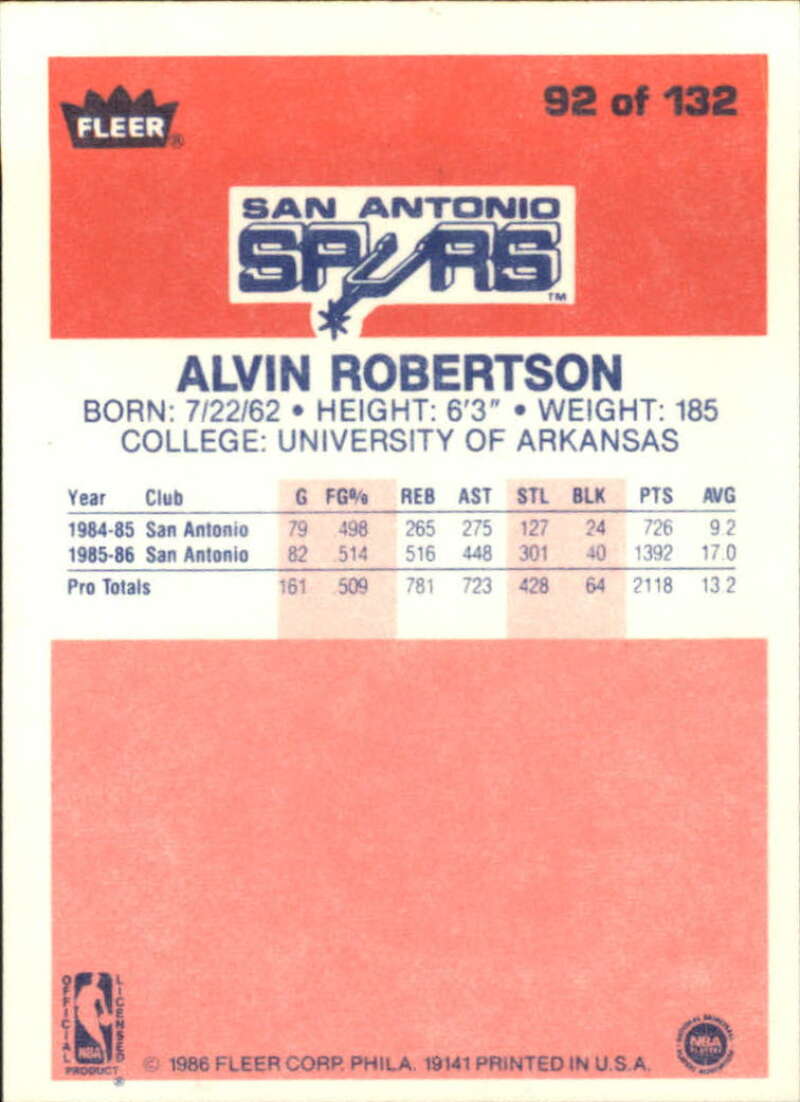 FLEER®
92 of 132
SAN ANTONIO
SPURS
TM
ALVIN ROBERTSON
BORN: 7/22/62 • HEIGHT: 6'3" • WEIGHT: 185
COLLEGE: UNIVERSITY OF ARKANSAS
Year Club G FG% REB AST STL BLK PTS AVG
1984-85 San Antonio 79 .498 265 275 127 24 726 9.2
1985-86 San Antonio 82 .514 516 448 301 40 1392 17.0
Pro Totals 161 .509 781 723 428 64 2118 13.2
OFFICIAL
LICENSED
NBA
PRODUCT®
© 1986 FLEER CORP. PHILA. 19141 PRINTED IN U.S.A.
NBA
PLAYERS